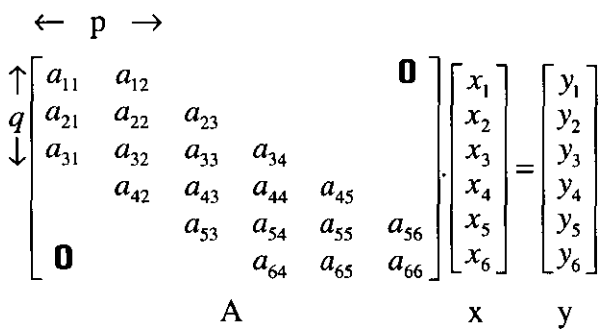 ← p →
↑ a₁₁ a₁₂ 0 x₁ y₁
q a₂₁ a₂₂ a₂₃ x₂ y₂
↓ a₃₁ a₃₂ a₃₃ a₃₄ . x₃ = y₃
a₄₂ a₄₃ a₄₄ a₄₅ x₄ y₄
a₅₃ a₅₄ a₅₅ a₅₆ x₅ y₅
0 a₆₄ a₆₅ a₆₆ x₆ y₆
A x y